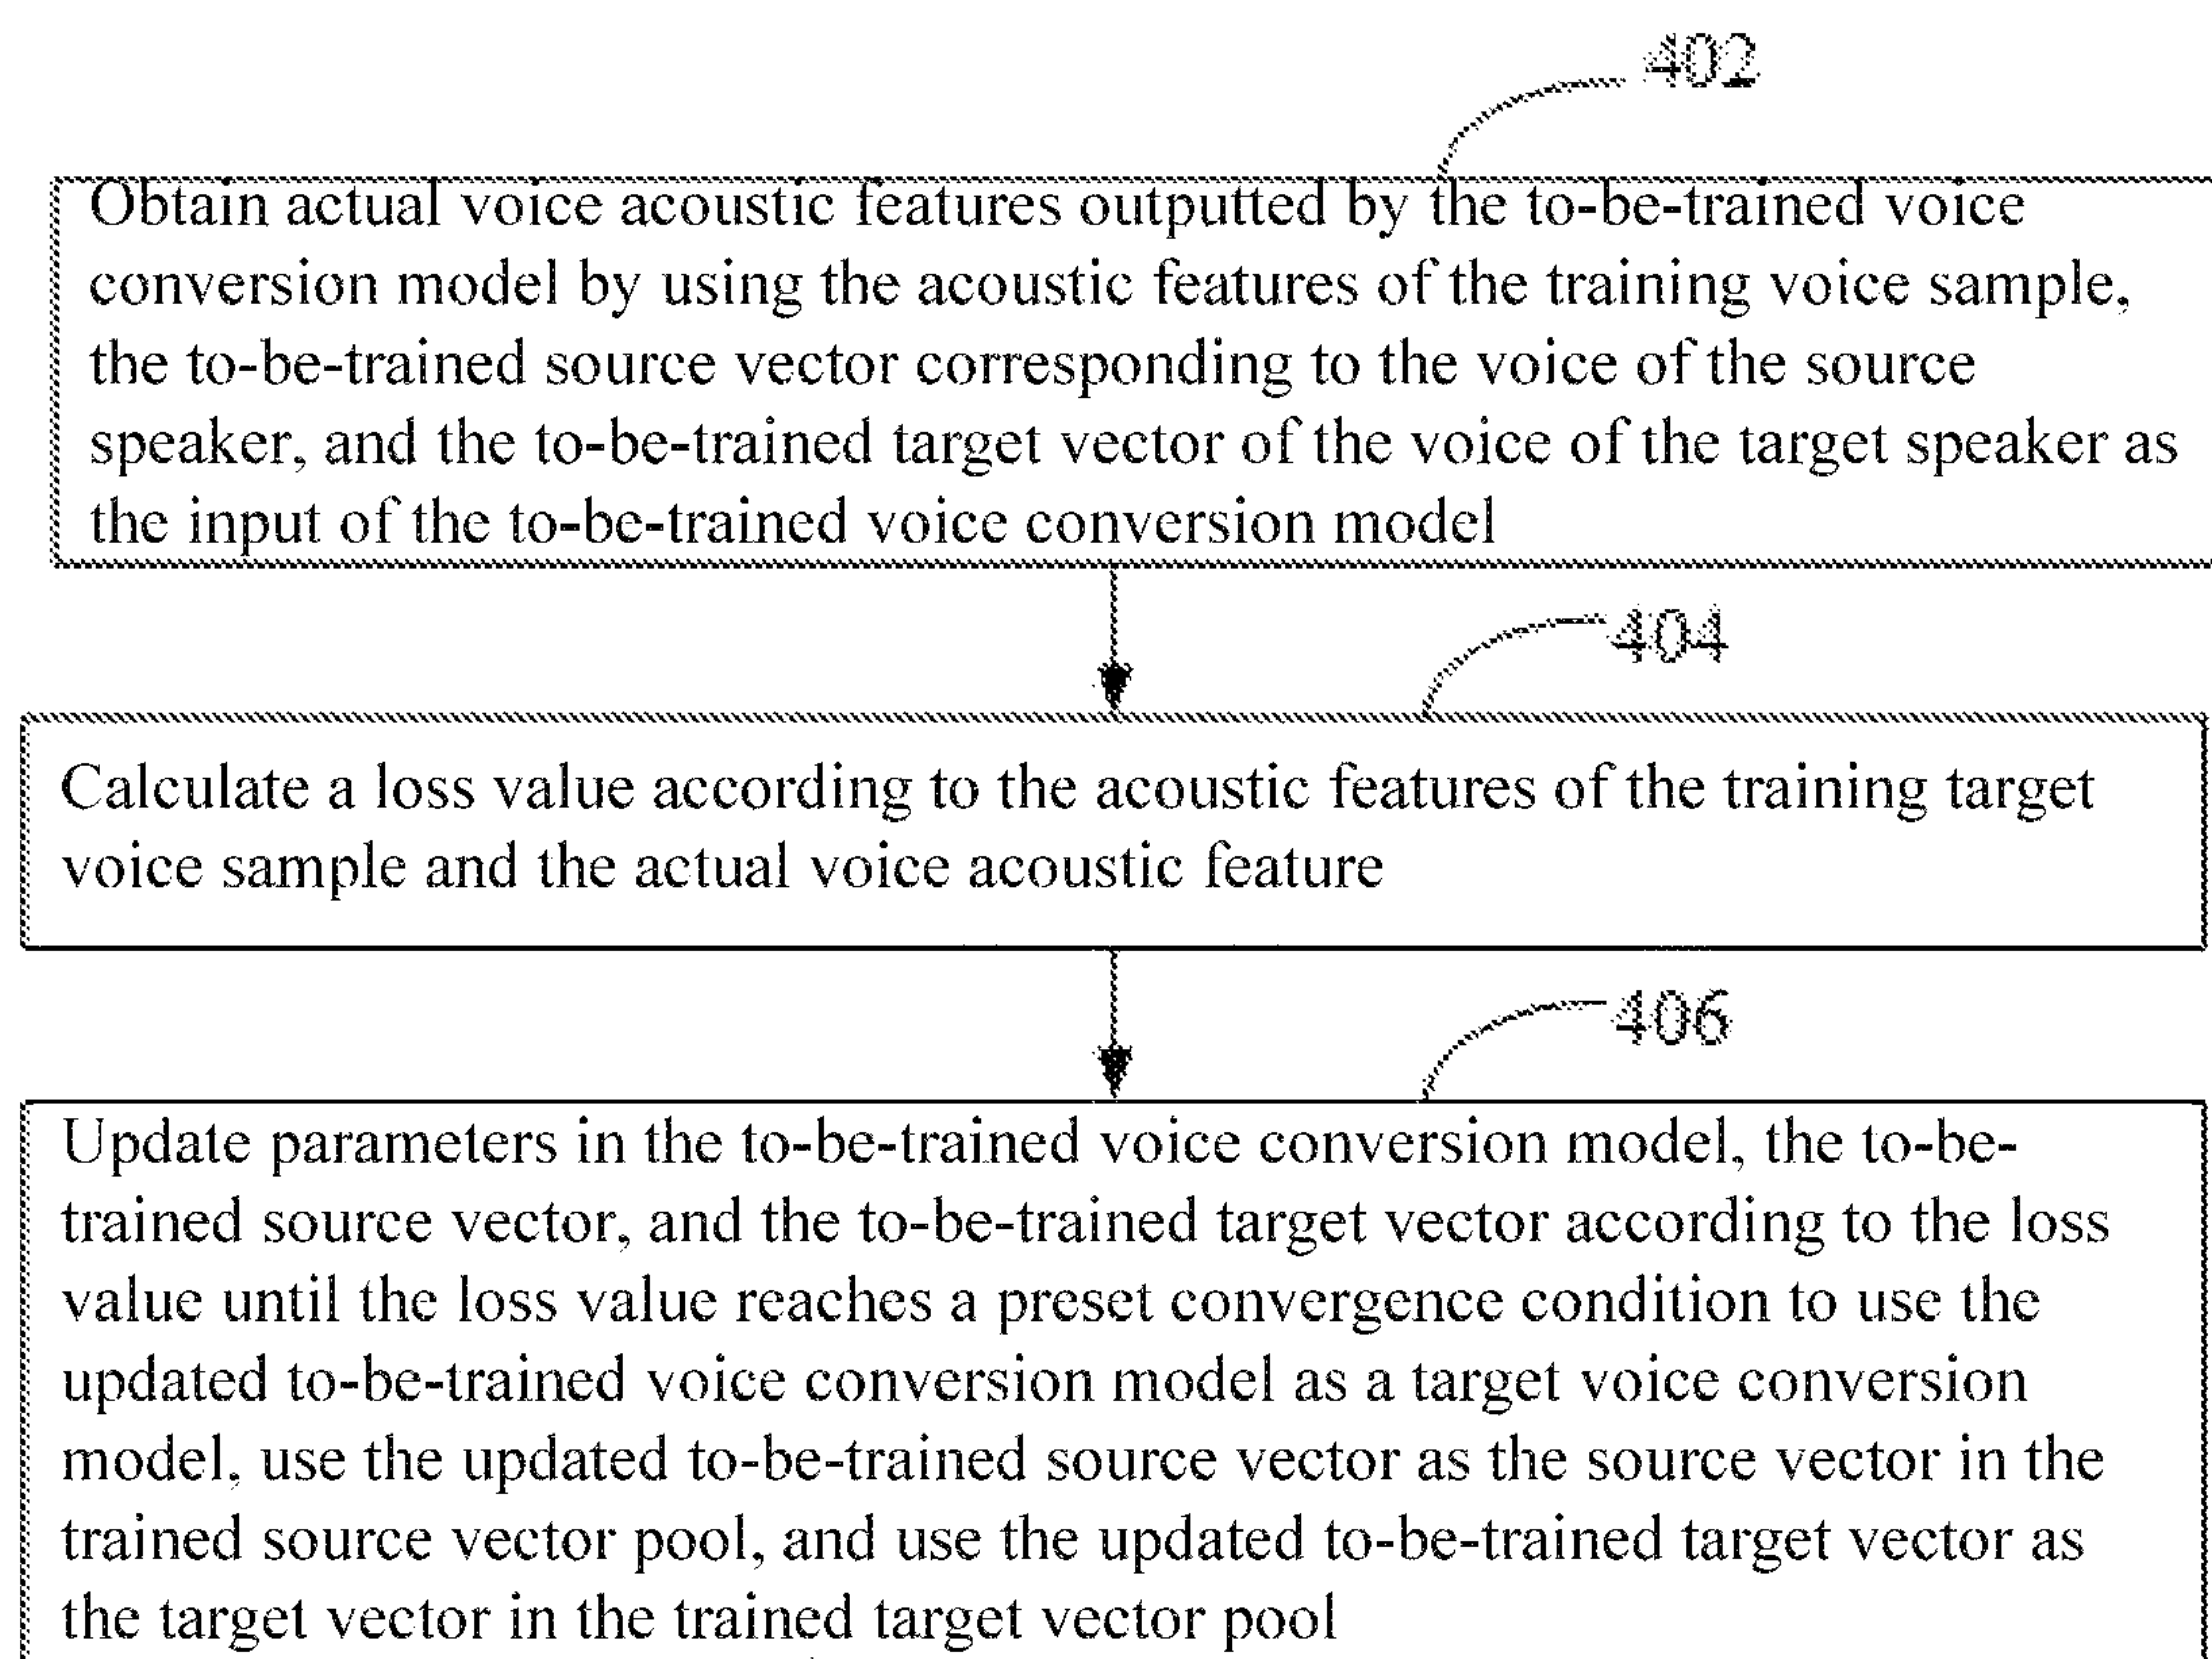 402
Obtain actual voice acoustic features outputted by the to-be-trained voice
conversion model by using the acoustic features of the training voice sample,
the to-be-trained source vector corresponding to the voice of the source
speaker, and the to-be-trained target vector of the voice of the target speaker as
the input of the to-be-trained voice conversion model
404
Calculate a loss value according to the acoustic features of the training target
voice sample and the actual voice acoustic feature
406
Update parameters in the to-be-trained voice conversion model, the to-be-
trained source vector, and the to-be-trained target vector according to the loss
value until the loss value reaches a preset convergence condition to use the
updated to-be-trained voice conversion model as a target voice conversion
model, use the updated to-be-trained source vector as the source vector in the
trained source vector pool, and use the updated to-be-trained target vector as
the target vector in the trained target vector pool